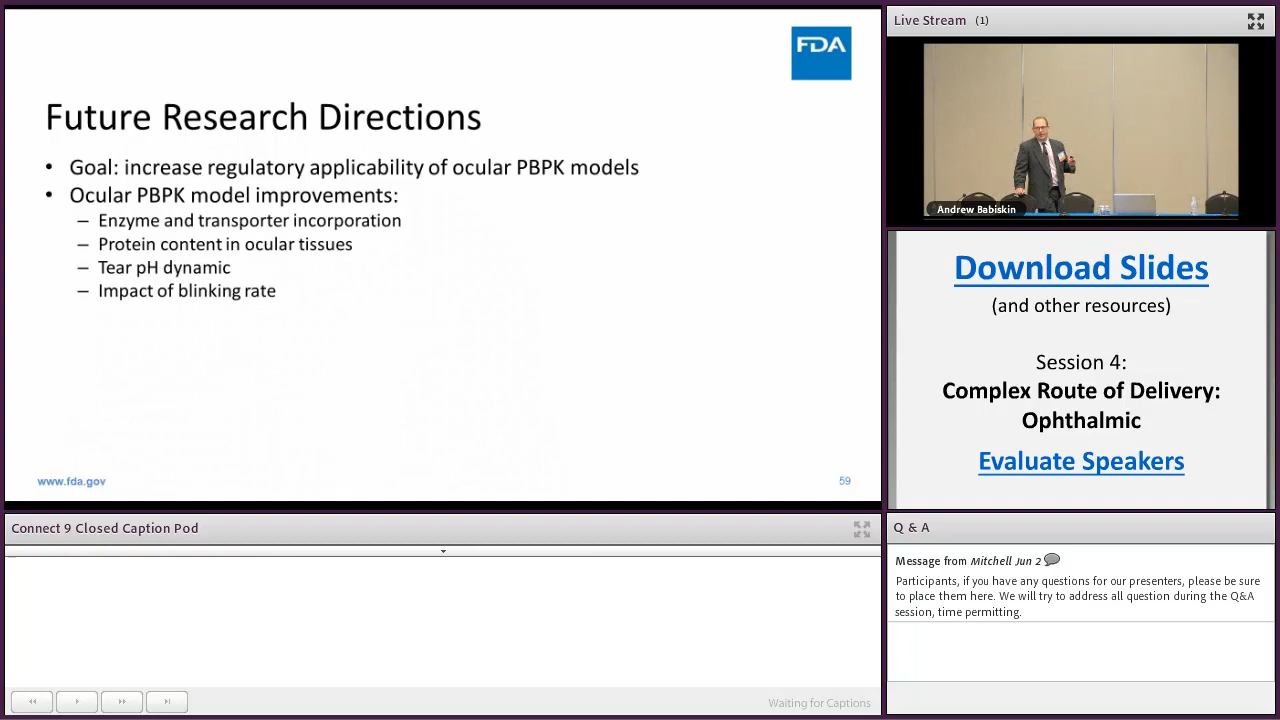 FDA
Future Research Directions
• Goal: increase regulatory applicability of ocular PBPK models
• Ocular PBPK model improvements:
– Enzyme and transporter incorporation
– Protein content in ocular tissues
– Tear pH dynamic
– Impact of blinking rate
www.fda.gov
59
Live Stream (1)
Andrew Babiskin
Download Slides
(and other resources)
Session 4:
Complex Route of Delivery:
Ophthalmic
Evaluate Speakers
Connect 9 Closed Caption Pod
Waiting for Captions
Q & A
Message from Mitchell Jun 2
Participants, if you have any questions for our presenters, please be sure
to place them here. We will try to address all question during the Q&A
session, time permitting.